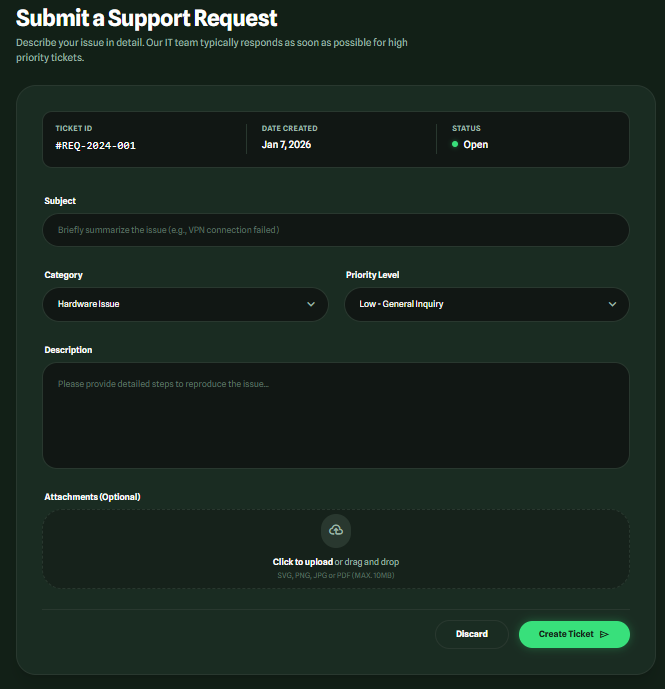 Submit a Support Request
Describe your issue in detail. Our IT team typically responds as soon as possible for high
priority tickets.
TICKET ID
#REQ-2024-001
DATE CREATED
Jan 7, 2026
STATUS
Open
Subject
Briefly summarize the issue (e.g., VPN connection failed)
Category
Hardware Issue
Priority Level
Low - General Inquiry
Description
Please provide detailed steps to reproduce the issue...
Attachments (Optional)
Click to upload or drag and drop
SVG, PNG, JPG or PDF (MAX. 10MB)
Discard
Create Ticket